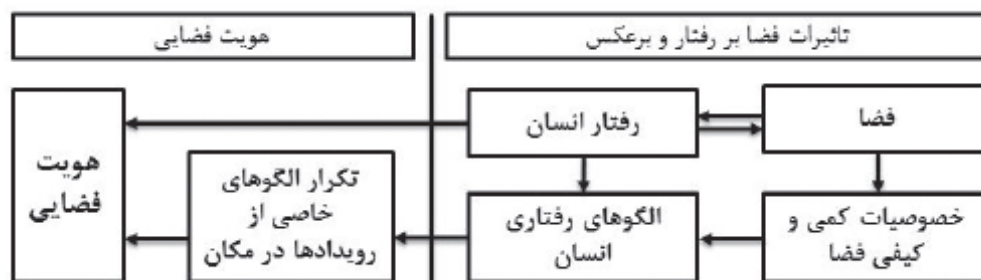 تاثیرات فضا بر رفتار و برعکس
هویت فضایی
فضا
رفتار انسان
هویت
فضایی
خصوصیات کمی و
کیفی فضا
الگوهای رفتاری
انسان
تکرار الگوهای
خاصی از
رویدادها در مکان